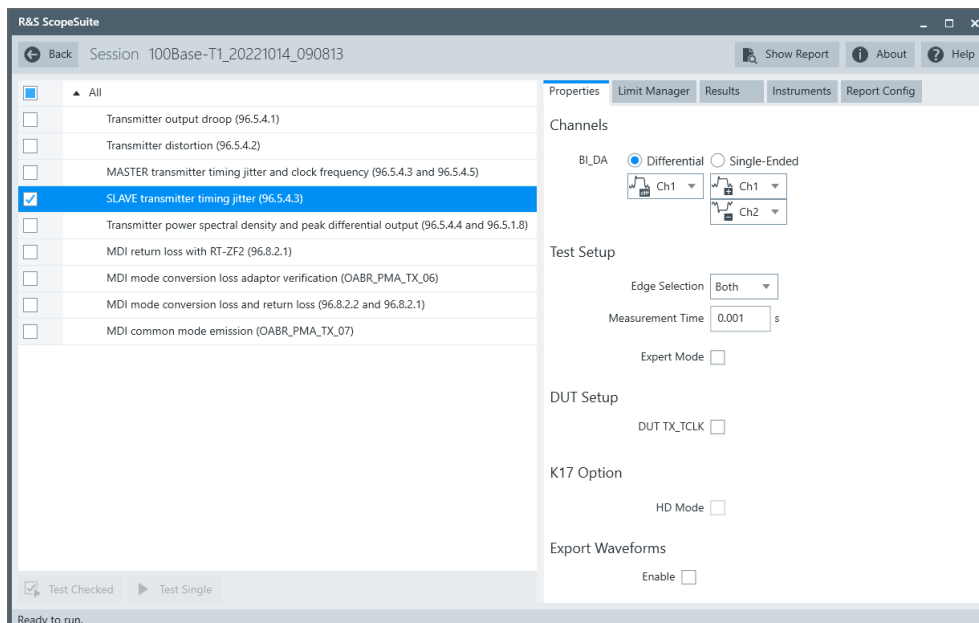 R&S ScopeSuite
Back Session 100Base-T1_20221014_090813 Show Report About Help
All
Transmitter output droop (96.5.4.1)
Transmitter distortion (96.5.4.2)
MASTER transmitter timing jitter and clock frequency (96.5.4.3 and 96.5.4.5)
SLAVE transmitter timing jitter (96.5.4.3)
Transmitter power spectral density and peak differential output (96.5.4.4 and 96.5.1.8)
MDI return loss with RT-ZF2 (96.8.2.1)
MDI mode conversion loss adaptor verification (OABR_PMA_TX_06)
MDI mode conversion loss and return loss (96.8.2.2 and 96.8.2.1)
MDI common mode emission (OABR_PMA_TX_07)
Test Checked Test Single
Properties Limit Manager Results Instruments Report Config
Channels
BI_DA Differential Single-Ended
diff Ch1 Ch1
Ch2
Test Setup
Edge Selection Both
Measurement Time 0.001 s
Expert Mode
DUT Setup
DUT TX_TCLK
K17 Option
HD Mode
Export Waveforms
Enable
Ready to run.